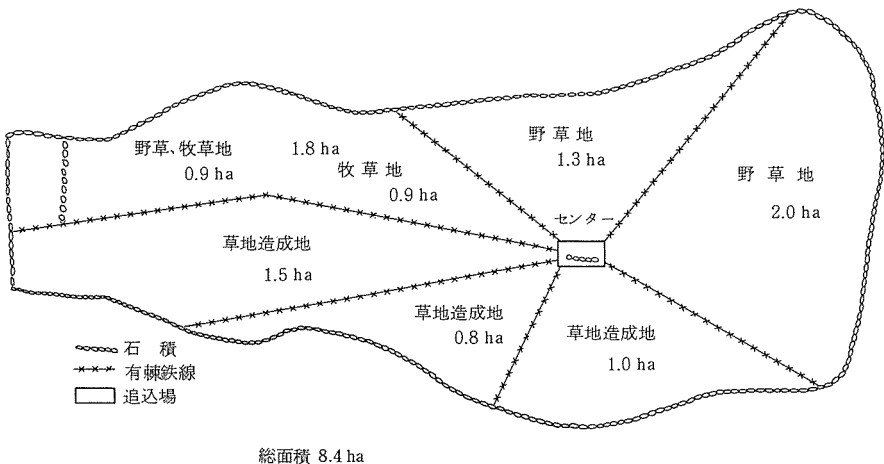 野草地
1.3 ha
野草、牧草地
0.9 ha
1.8 ha
牧草地
0.9 ha
野草地
2.0 ha
センター
草地造成地
1.5 ha
草地造成地
0.8 ha
草地造成地
1.0 ha
石積
有棘鉄線
追込場
総面積 8.4 ha